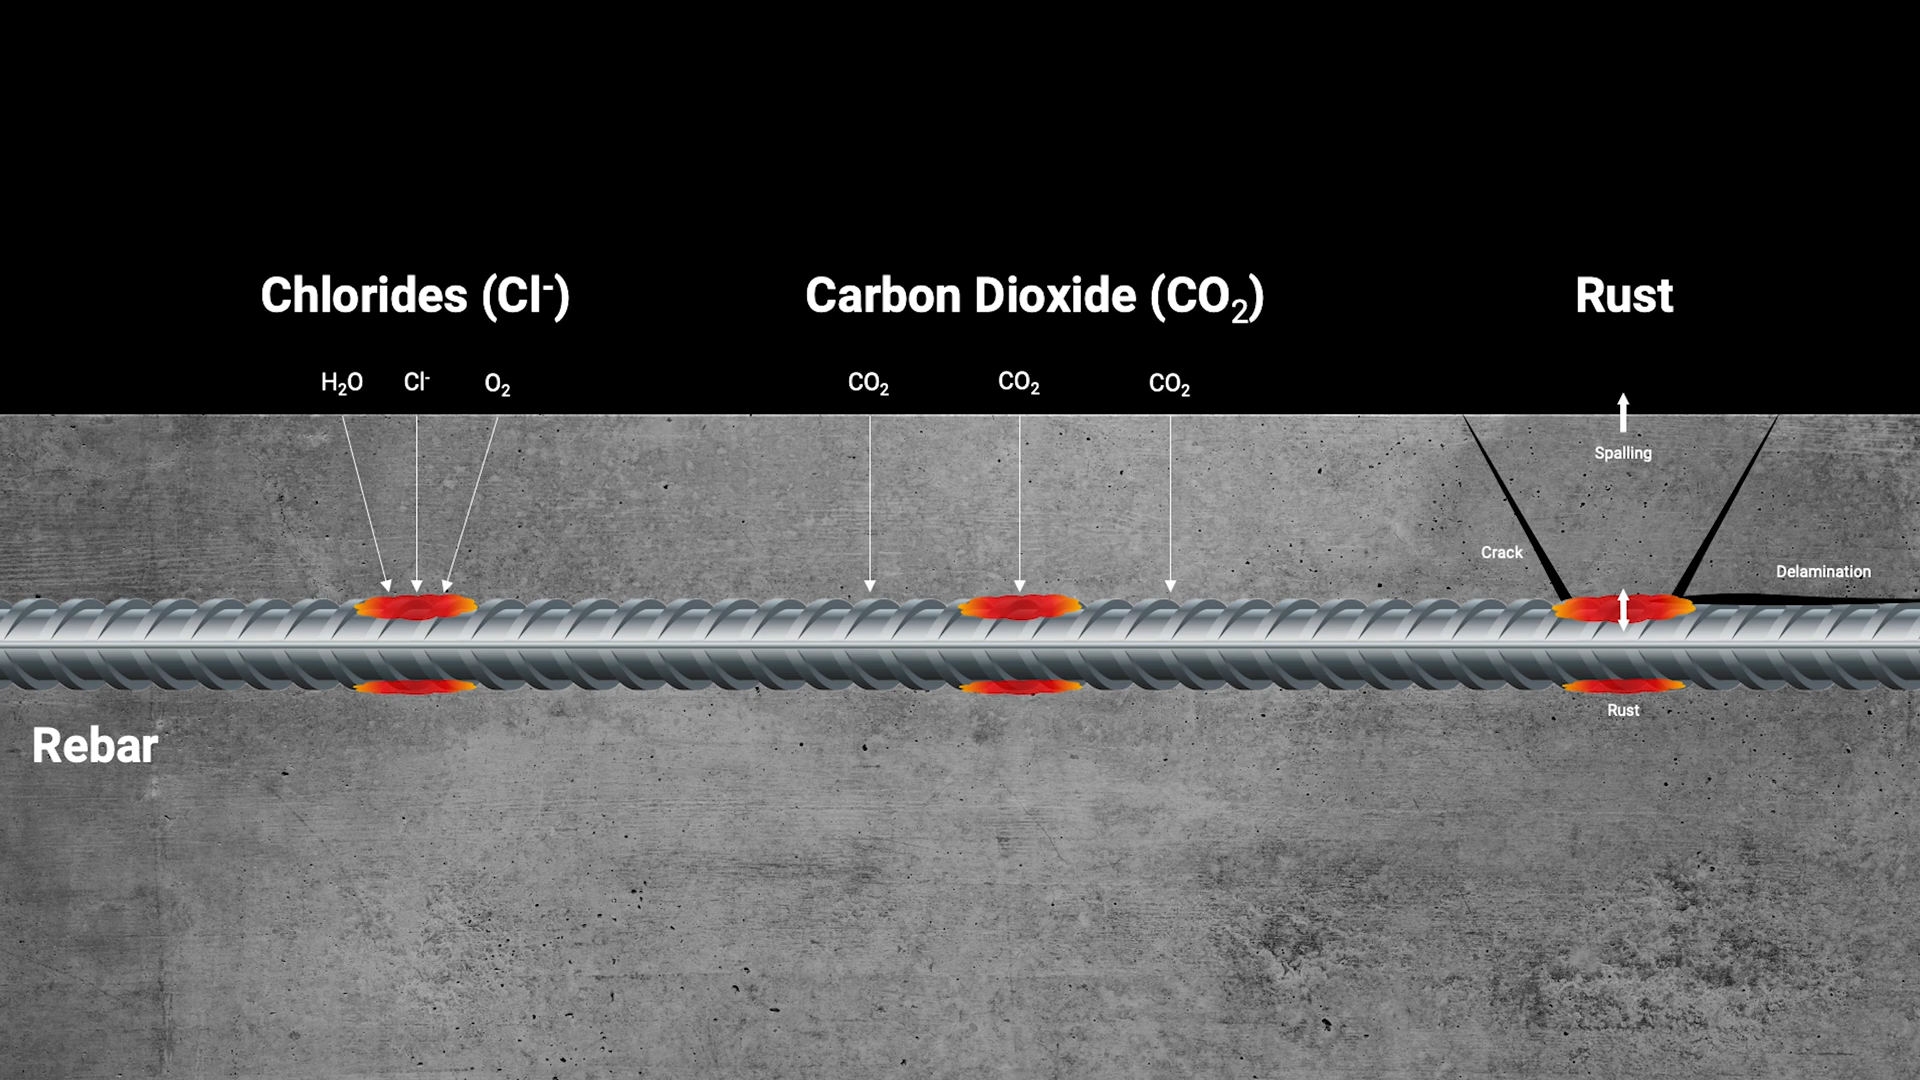 Chlorides (Cl⁻)
Carbon Dioxide (CO₂)
Rust
H₂O
Cl⁻
O₂
CO₂
CO₂
CO₂
Spalling
Crack
Delamination
Rust
Rebar